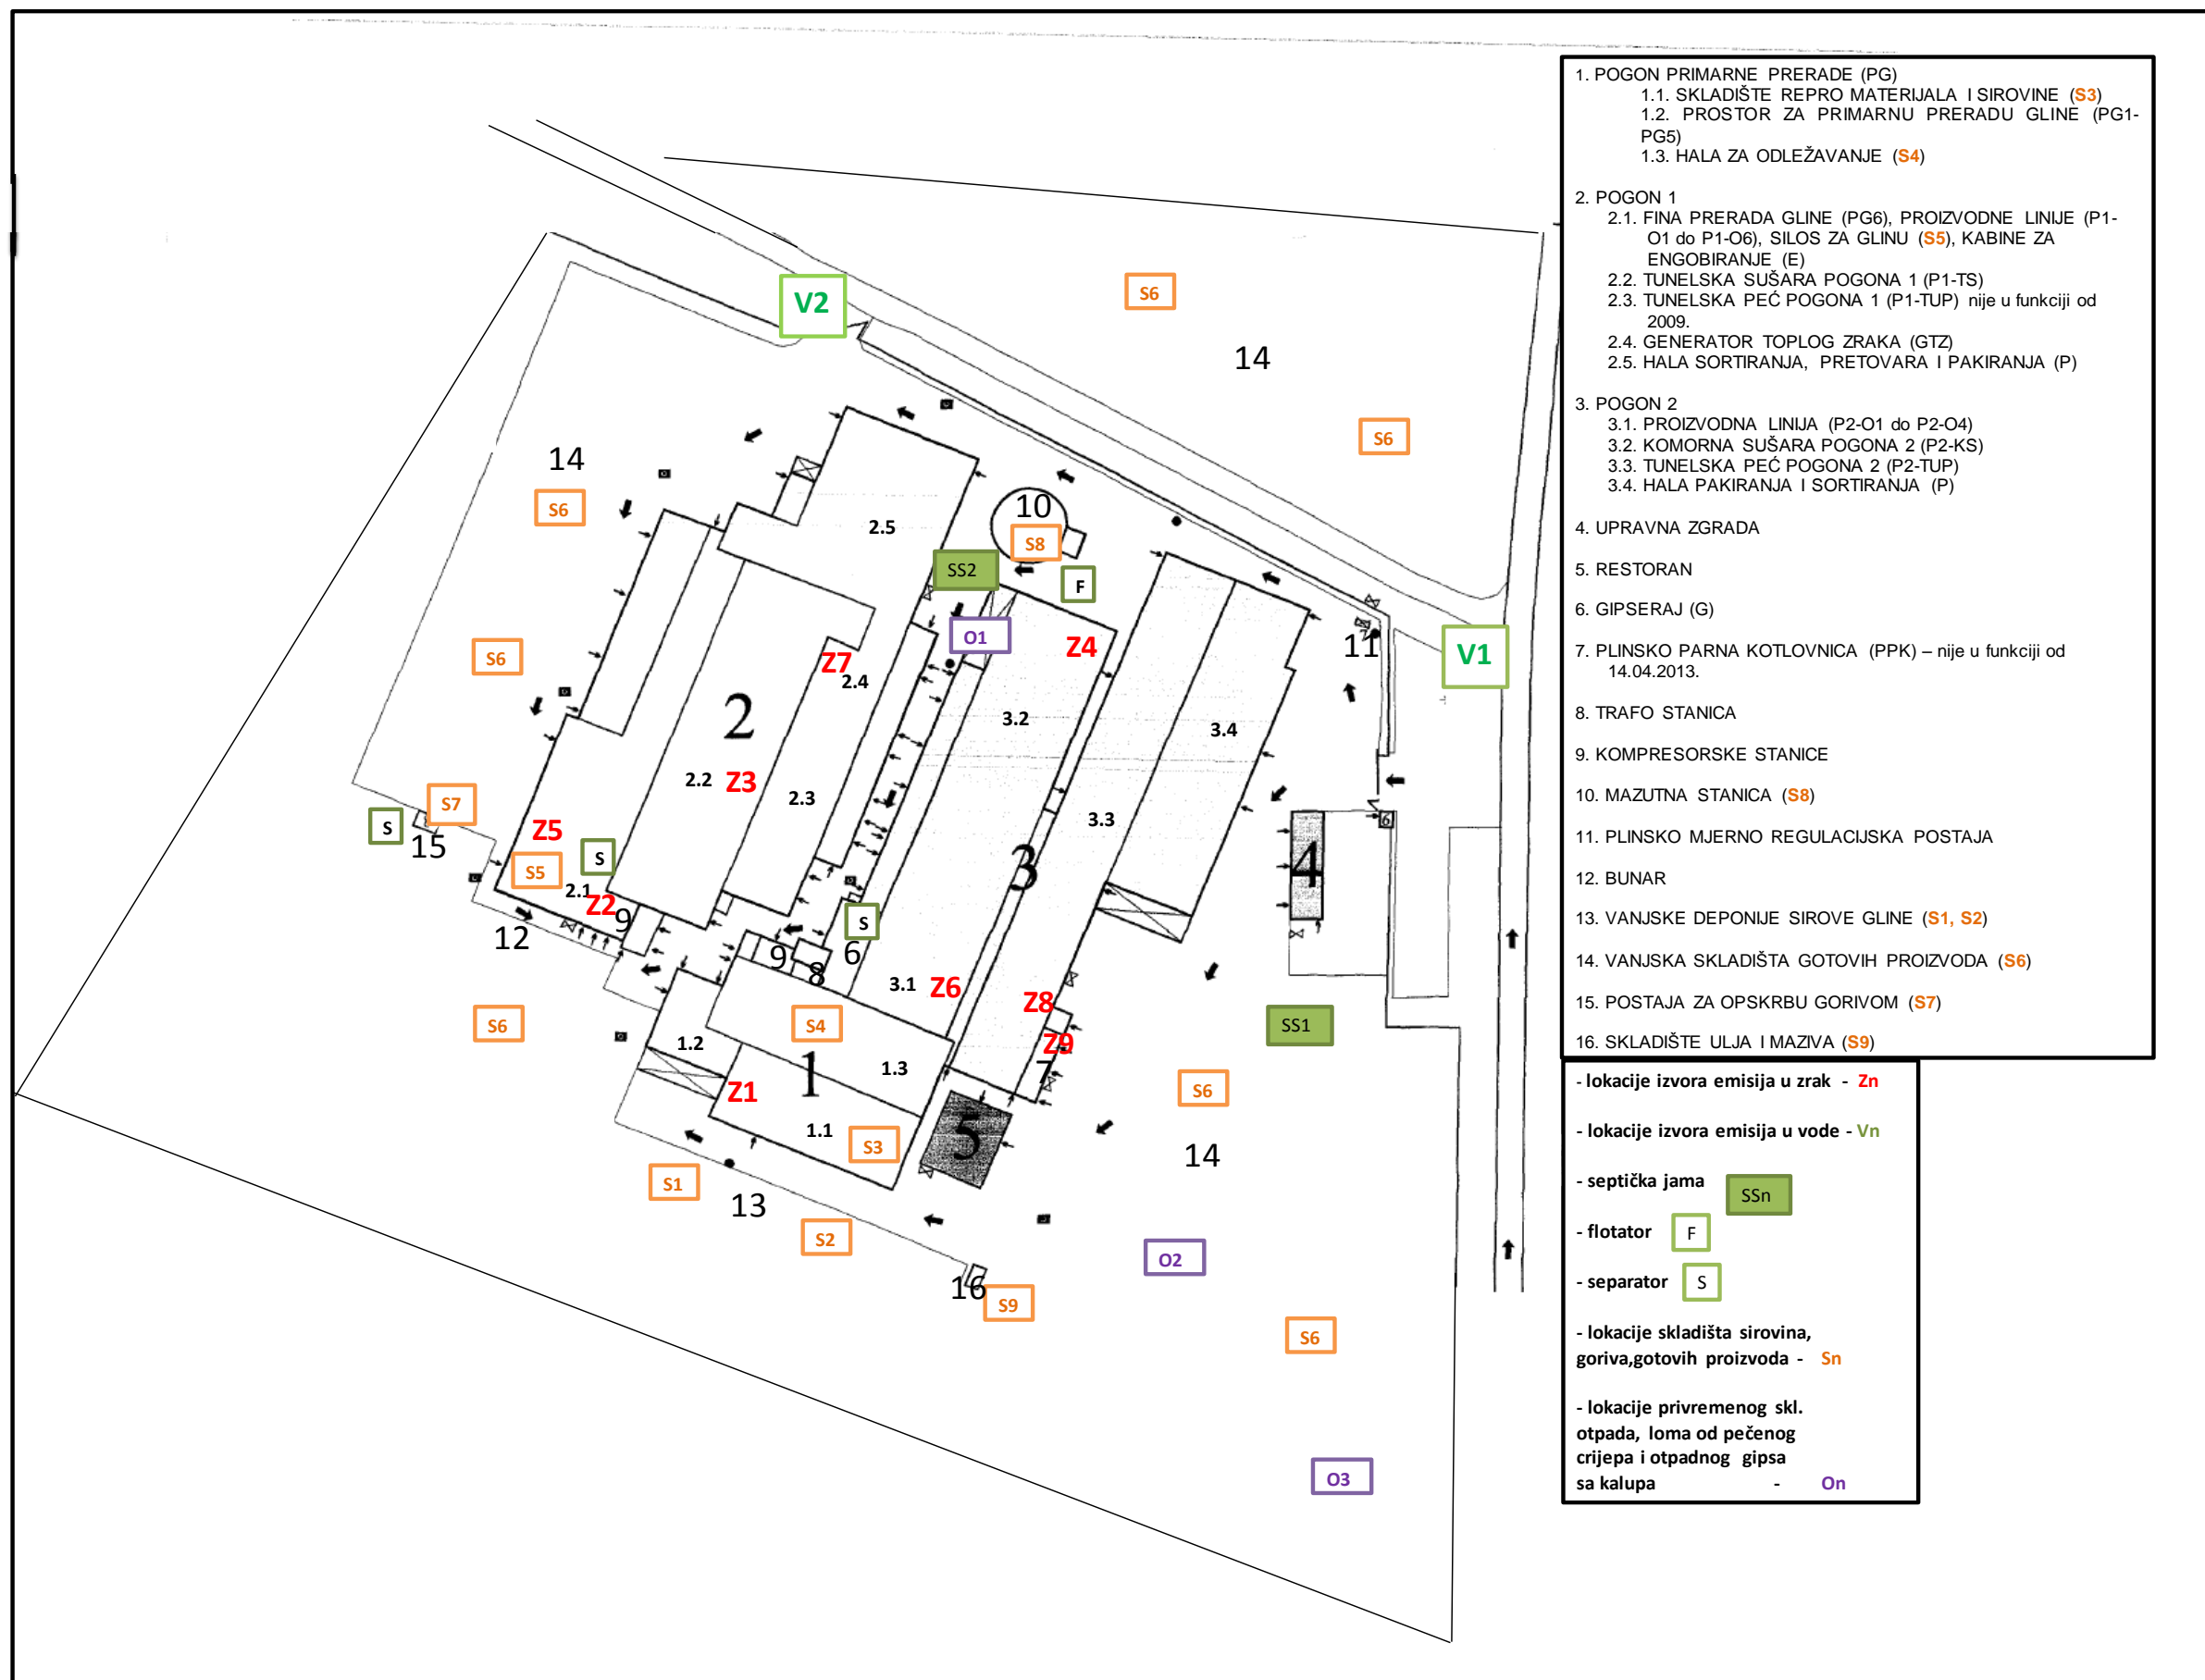 1. POGON PRIMARNE PRERADE (PG)
1.1. SKLADIŠTE REPRO MATERIJALA I SIROVINE (S3)
1.2. PROSTOR ZA PRIMARNU PRERADU GLINE (PG1-
PG5)
1.3. HALA ZA ODLEŽAVANJE (S4)
2. POGON 1
2.1. FINA PRERADA GLINE (PG6), PROIZVODNE LINIJE (P1-
O1 do P1-O6), SILOS ZA GLINU (S5), KABINE ZA
ENGOBIRANJE (E)
2.2. TUNELSKA SUŠARA POGONA 1 (P1-TS)
2.3. TUNELSKA PEĆ POGONA 1 (P1-TUP) nije u funkciji od
2009.
2.4. GENERATOR TOPLOG ZRAKA (GTZ)
2.5. HALA SORTIRANJA, PRETOVARA I PAKIRANJA (P)
3. POGON 2
3.1. PROIZVODNA LINIJA (P2-O1 do P2-O4)
3.2. KOMORNA SUŠARA POGONA 2 (P2-KS)
3.3. TUNELSKA PEĆ POGONA 2 (P2-TUP)
3.4. HALA PAKIRANJA I SORTIRANJA (P)
4. UPRAVNA ZGRADA
5. RESTORAN
6. GIPSERAJ (G)
7. PLINSKO PARNA KOTLOVNICA (PPK) – nije u funkciji od
14.04.2013.
8. TRAFO STANICA
9. KOMPRESORSKE STANICE
10. MAZUTNA STANICA (S8)
11. PLINSKO MJERNO REGULACIJSKA POSTAJA
12. BUNAR
13. VANJSKE DEPONIJE SIROVE GLINE (S1, S2)
14. VANJSKA SKLADIŠTA GOTOVIH PROIZVODA (S6)
15. POSTAJA ZA OPSKRBU GORIVOM (S7)
16. SKLADIŠTE ULJA I MAZIVA (S9)
- lokacije izvora emisija u zrak - Zn
- lokacije izvora emisija u vode - Vn
- septička jama SSn
- flotator F
- separator S
- lokacije skladišta sirovina,
goriva,gotovih proizvoda - Sn
- lokacije privremenog skl.
otpada, loma od pečenog
crijepa i otpadnog gipsa
sa kalupa - On
V2
S6
14
S6
14
S6
2.5
10
S8
SS2
F
O1
Z4
11
V1
S6
Z7
2.4
2
3.2
3.4
2.2
Z3
2.3
S7
S
15
Z5
S
S5
2.1
Z2
9
12
3.3
3
6
4
S
6
9
8
3.1
Z6
Z8
S6
S4
SS1
1.2
Z9
7
1
1.3
Z1
S6
1.1
S3
5
14
S1
13
S2
O2
16
S9
S6
O3